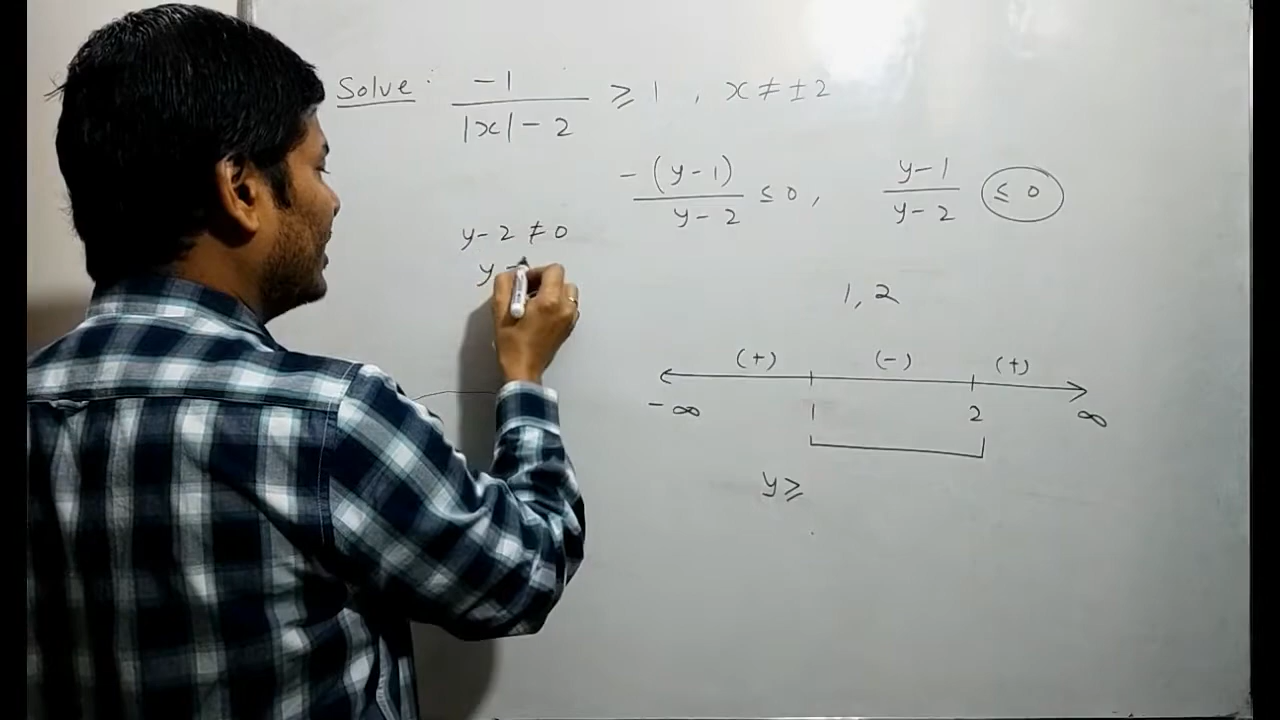 Solve: -1 / (|x| - 2) ≥ 1, x ≠ ±2
-(y-1) / (y-2) ≤ 0, (y-1) / (y-2) ≤ 0
y-2 ≠ 0
y
1, 2
(+) (-) (+)
-∞ 1 2 ∞
y ≥